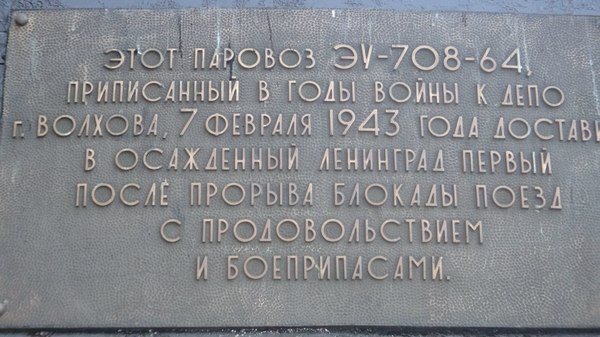 ЭТОТ ПАРОВОЗ ЭУ-708-64,
ПРИПИСАННЫЙ В ГОДЫ ВОЙНЫ К ДЕПО
г. ВОЛХОВА, 7 ФЕВРАЛЯ 1943 ГОДА ДОСТАВИ
В ОСАЖДЕННЫЙ ЛЕНИНГРАД ПЕРВЫЙ
ПОСЛЕ ПРОРЫВА БЛОКАДЫ ПОЕЗД
С ПРОДОВОЛЬСТВИЕМ
И БОЕПРИПАСАМИ.